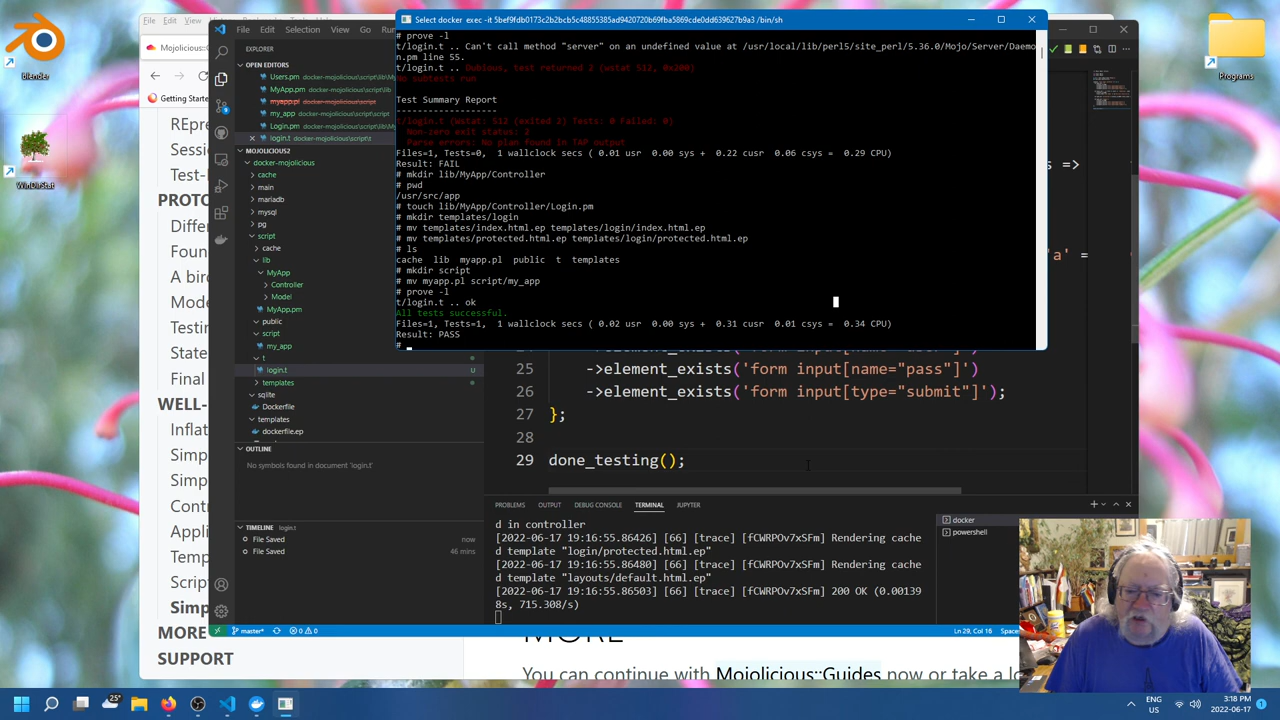 Blender
WinDirStat
Programs
File Edit View
Mojolicious::
Getting Starte
REpre
Sessi
Test-
PROTO
Differ
Foun
A bir
Mode
Testin
State
Final
WELL-
Inflat
Simp
Simp
Contr
Appli
Temp
Script
Simp
MORE
SUPPORT
File Edit Selection View Go Run
EXPLORER
OPEN EDITORS
Users.pm docker-mojolicious\script\lib\M
MyApp.pm docker-mojolicious\script\lib
myapp.pl docker-mojolicious\script
my_app docker-mojolicious\script\script
Login.pm docker-mojolicious\script\lib\M
login.t docker-mojolicious\script\t
MOJOLICIOUS2
docker-mojolicious
cache
main
mariadb
mysql
pg
script
cache
lib
MyApp
Controller
Model
MyApp.pm
public
script
my_app
t
login.t U
templates
sqlite
Dockerfile
templates
dockerfile.ep
OUTLINE
No symbols found in document 'login.t'
TIMELINE login.t
File Saved now
File Saved 46 mins
master*
0 0
Select docker exec -it 5bef9fdb0173c2b2bcb5c48855385ad9420720b69fba5869cde0dd639627b9a3 /bin/sh
# prove -l
t/login.t .. Can't call method "server" on an undefined value at /usr/local/lib/perl5/site_perl/5.36.0/Mojo/Server/Daemo
n.pm line 55.
t/login.t .. Dubious, test returned 2 (wstat 512, 0x200)
No subtests run
Test Summary Report
-------------------
t/login.t (Wstat: 512 (exited 2) Tests: 0 Failed: 0)
Non-zero exit status: 2
Parse errors: No plan found in TAP output
Files=1, Tests=0, 1 wallclock secs ( 0.01 usr 0.00 sys + 0.22 cusr 0.06 csys = 0.29 CPU)
Result: FAIL
# mkdir lib/MyApp/Controller
# pwd
/usr/src/app
# touch lib/MyApp/Controller/Login.pm
# mkdir templates/login
# mv templates/index.html.ep templates/login/index.html.ep
# mv templates/protected.html.ep templates/login/protected.html.ep
# ls
cache lib myapp.pl public t templates
# mkdir script
# mv myapp.pl script/my_app
# prove -l
t/login.t .. ok
All tests successful.
Files=1, Tests=1, 1 wallclock secs ( 0.02 usr 0.00 sys + 0.31 cusr 0.01 csys = 0.34 CPU)
Result: PASS
#
s =>
'a' =
25 ->element_exists('form input[name="pass"]')
26 ->element_exists('form input[type="submit"]');
27 };
28
29 done_testing();
PROBLEMS OUTPUT DEBUG CONSOLE TERMINAL JUPYTER
docker
powershell
d in controller
[2022-06-17 19:16:55.86426] [66] [trace] [fCWRPOv7xSFm] Rendering cache
d template "login/protected.html.ep"
[2022-06-17 19:16:55.86480] [66] [trace] [fCWRPOv7xSFm] Rendering cache
d template "layouts/default.html.ep"
[2022-06-17 19:16:55.86503] [66] [trace] [fCWRPOv7xSFm] 200 OK (0.00139
8s, 715.308/s)
Ln 29, Col 16 Spaces
You can continue with Mojolicious::Guides now or take a lo
25°
ENG
US
3:18 PM
2022-06-17